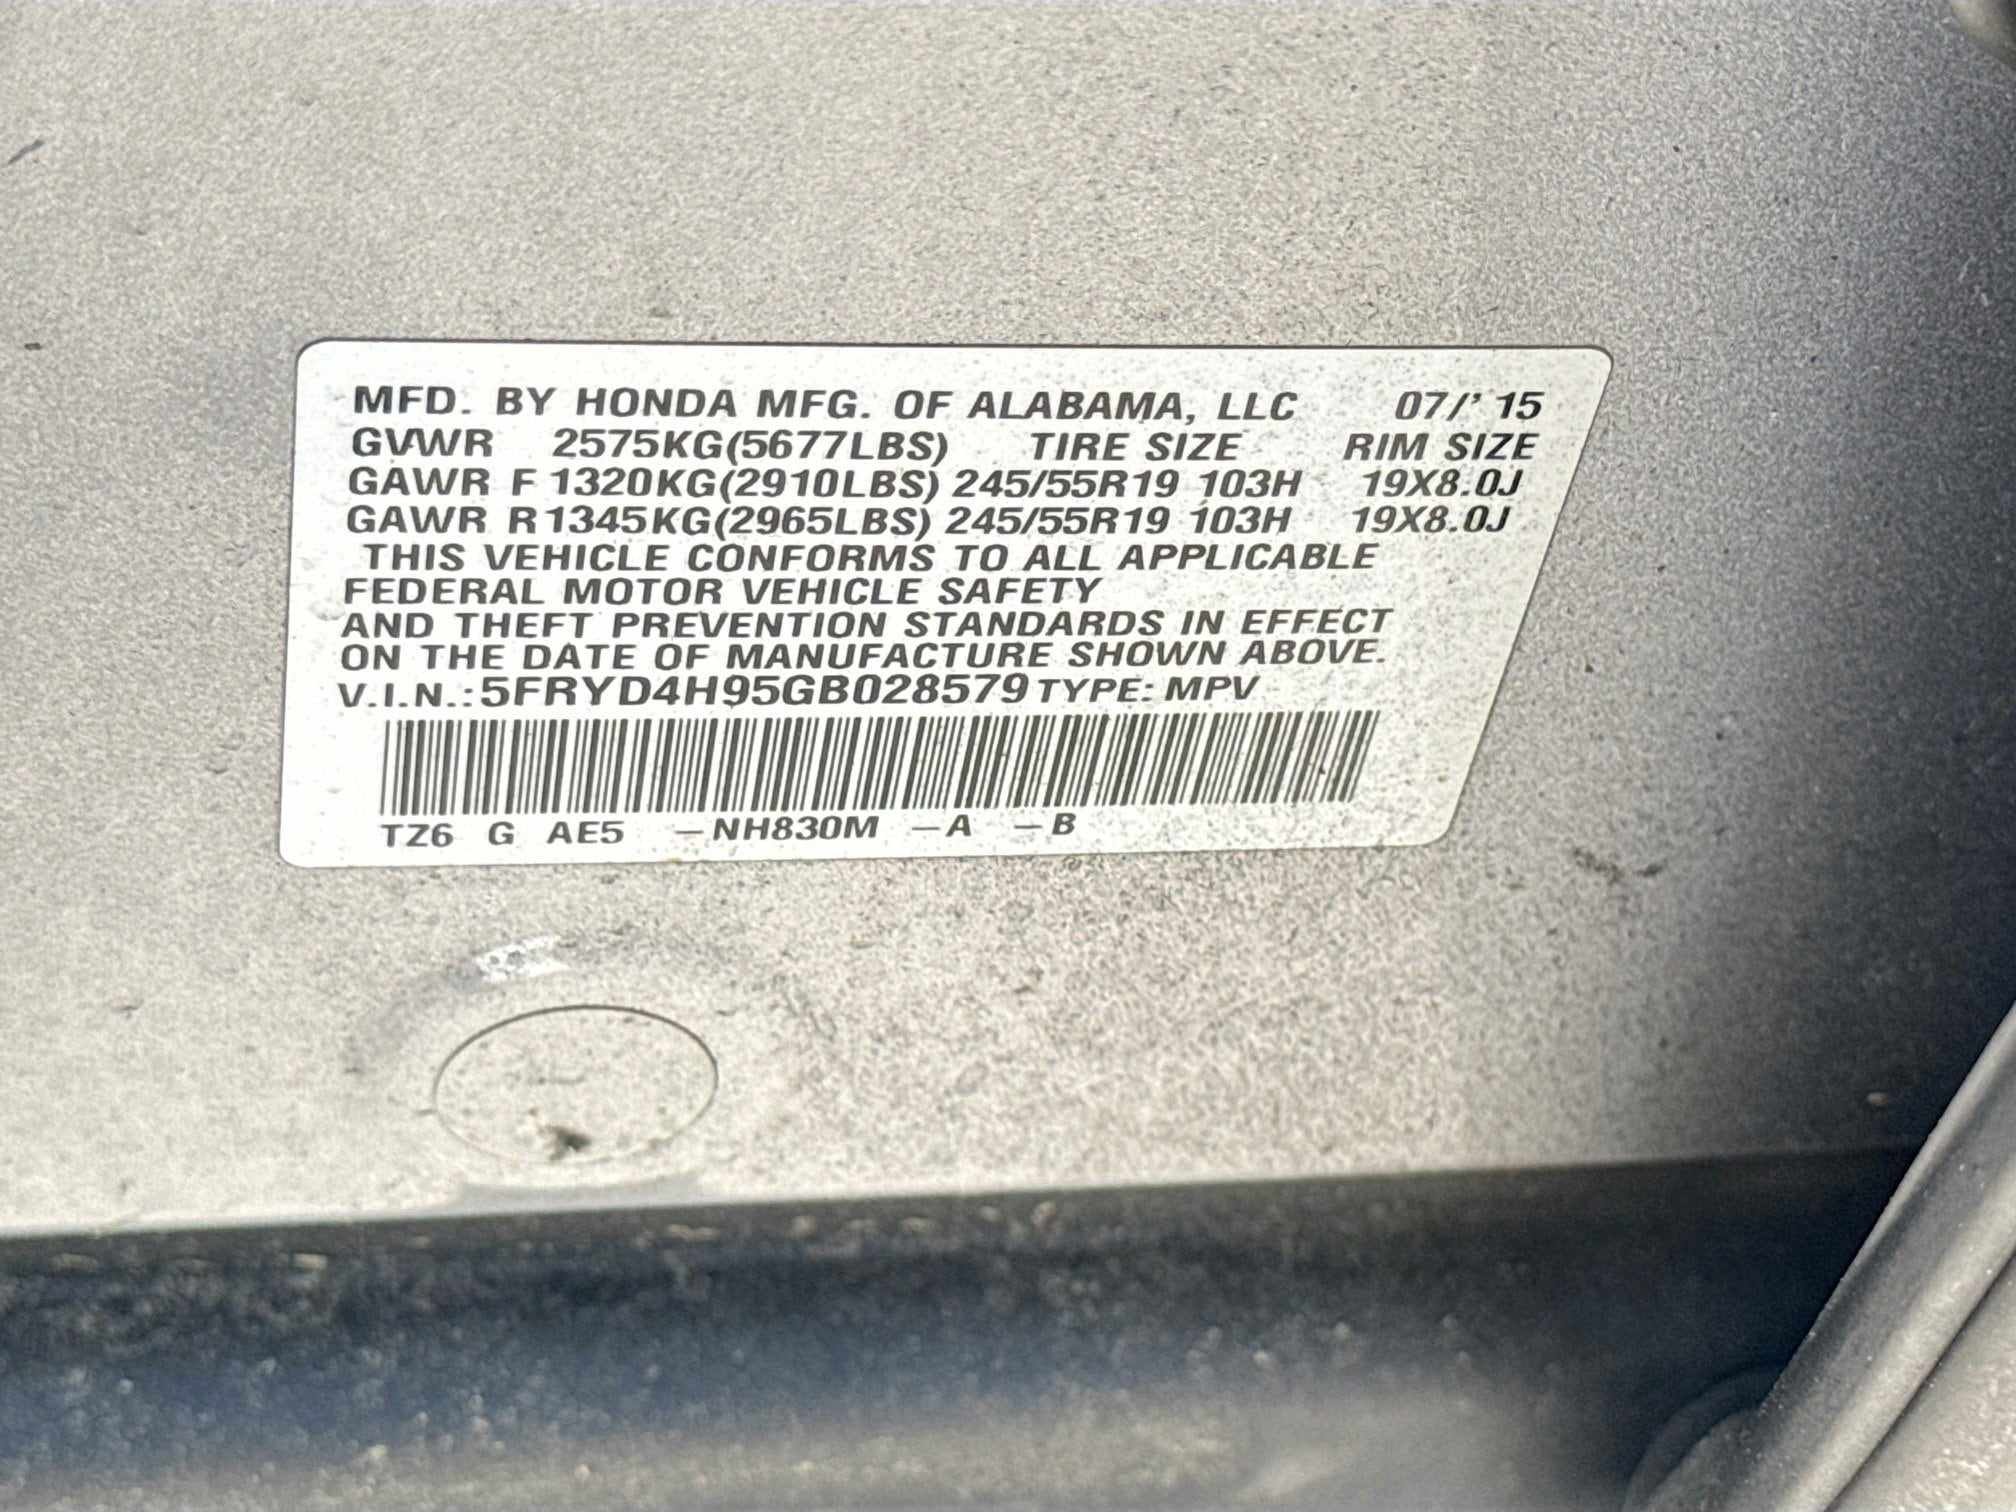 MFD. BY HONDA MFG. OF ALABAMA, LLC 07/' 15
GVWR 2575KG(5677LBS) TIRE SIZE RIM SIZE
GAWR F 1320KG(2910LBS) 245/55R19 103H 19X8.0J
GAWR R 1345KG(2965LBS) 245/55R19 103H 19X8.0J
THIS VEHICLE CONFORMS TO ALL APPLICABLE
FEDERAL MOTOR VEHICLE SAFETY
AND THEFT PREVENTION STANDARDS IN EFFECT
ON THE DATE OF MANUFACTURE SHOWN ABOVE.
V.I.N.: 5FRYD4H95GB028579 TYPE: MPV
TZ6 G AE5 –NH830M –A –B